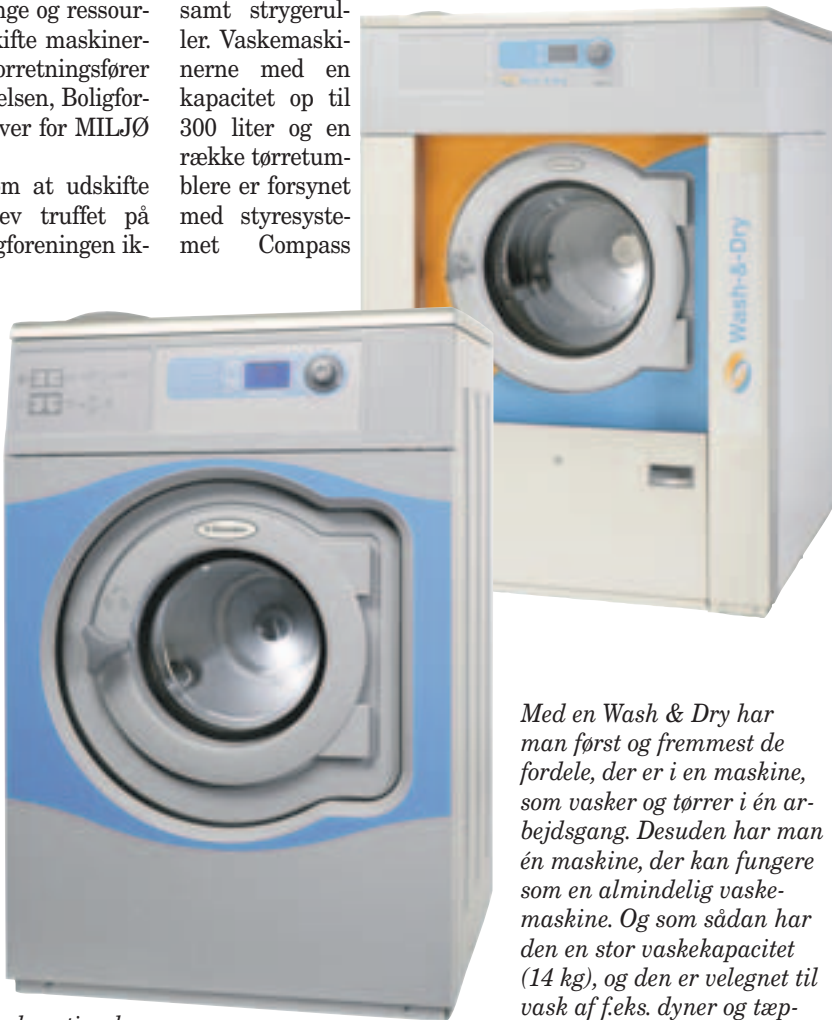 nge og ressour-
kifte maskiner-
orretningsfører
elsen, Boligfor-
ver for MILJØ
m at udskifte
ev truffet på
gforeningen ik-
samt strygerul-
ler. Vaskemaski-
nerne med en
kapacitet op til
300 liter og en
række tørretum-
blere er forsynet
med styresyste-
met Compass
Wash-&-Dry
Electrolux
Med en Wash & Dry har
man først og fremmest de
fordele, der er i en maskine,
som vasker og tørrer i én ar-
bejdsgang. Desuden har man
én maskine, der kan fungere
som en almindelig vaske-
maskine. Og som sådan har
den en stor vaskekapacitet
(14 kg), og den er velegnet til
vask af f.eks. dyner og tæp-